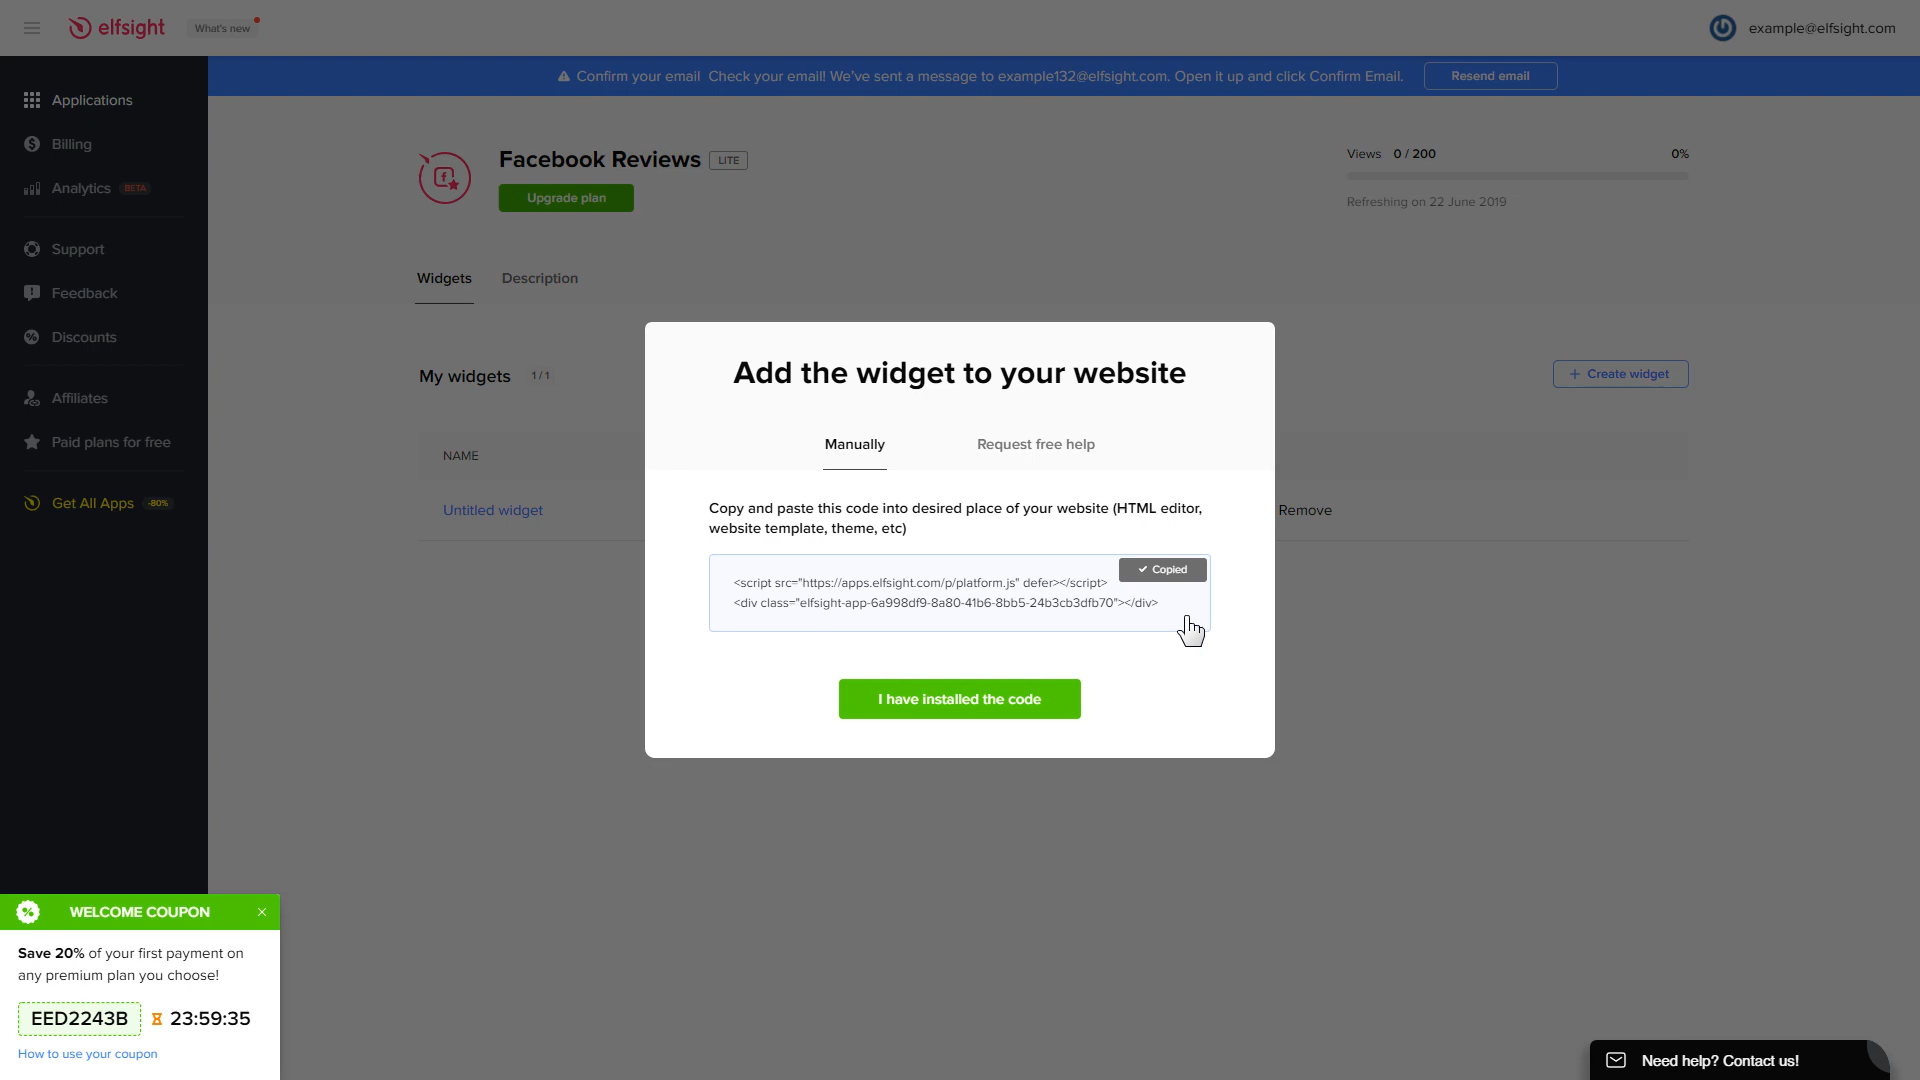 elfsight
What's new
example@elfsight.com
Confirm your email Check your email! We've sent a message to example132@elfsight.com. Open it up and click Confirm Email.
Resend email
Applications
Billing
Analytics BETA
Support
Feedback
Discounts
Affiliates
Paid plans for free
Get All Apps -80%
Facebook Reviews LITE
Upgrade plan
Views 0 / 200 0%
Refreshing on 22 June 2019
Widgets Description
My widgets 1 / 1
+ Create widget
NAME
Untitled widget
Remove
Add the widget to your website
Manually Request free help
Copy and paste this code into desired place of your website (HTML editor,
website template, theme, etc)
Copied
<script src="https://apps.elfsight.com/p/platform.js" defer></script>
<div class="elfsight-app-6a998df9-8a80-41b6-8bb5-24b3cb3dfb70"></div>
I have installed the code
WELCOME COUPON
Save 20% of your first payment on
any premium plan you choose!
EED2243B 23:59:35
How to use your coupon
Need help? Contact us!